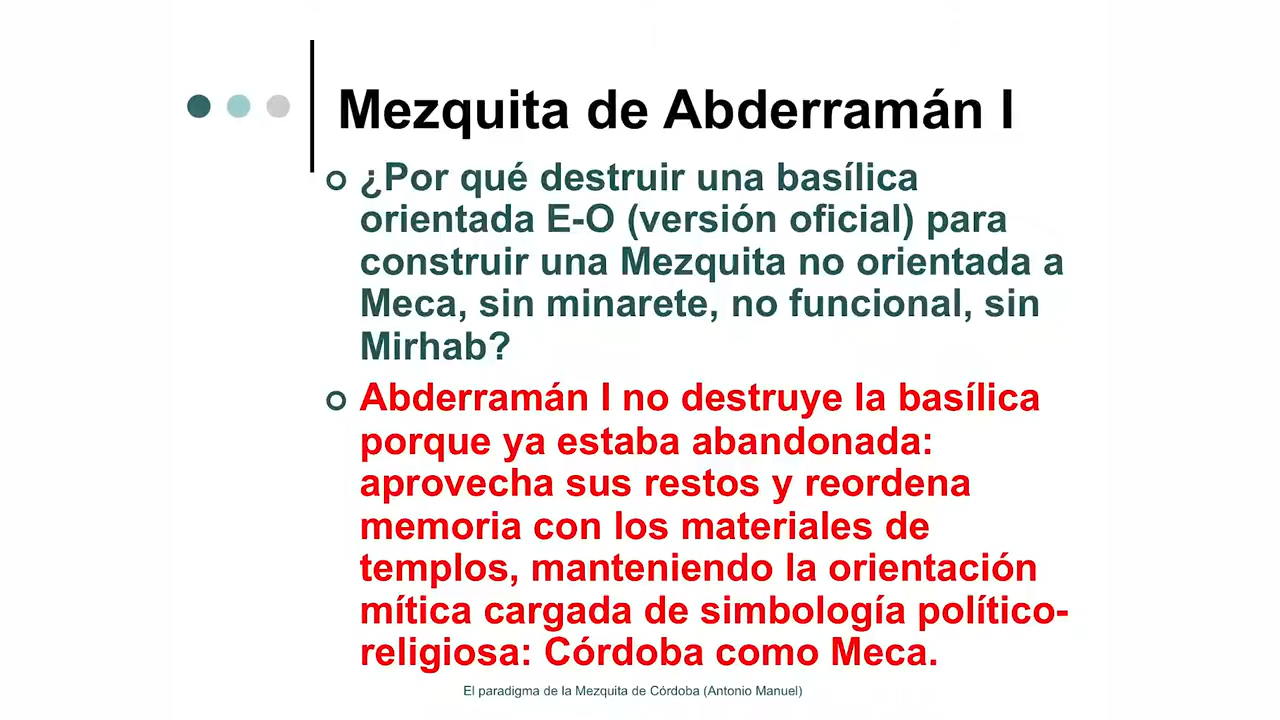 Mezquita de Abderramán I
¿Por qué destruir una basílica
orientada E-O (versión oficial) para
construir una Mezquita no orientada a
Meca, sin minarete, no funcional, sin
Mirhab?
Abderramán I no destruye la basílica
porque ya estaba abandonada:
aprovecha sus restos y reordena
memoria con los materiales de
templos, manteniendo la orientación
mítica cargada de simbología político-
religiosa: Córdoba como Meca.
El paradigma de la Mezquita de Córdoba (Antonio Manuel)